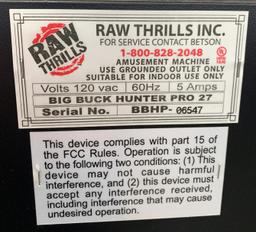 RAW THRILLS
RAW THRILLS INC.
FOR SERVICE CONTACT BETSON
1-800-828-2048
AMUSEMENT MACHINE
USE GROUNDED OUTLET ONLY
SUITABLE FOR INDOOR USE ONLY
Volts 120 vac 60Hz 5 Amps
BIG BUCK HUNTER PRO 27
Serial No. BBHP- 06547
This device complies with part 15 of
the FCC Rules. Operation is subject
to the following two conditions: (1) This
device may not cause harmful
interference, and (2) this device must
accept any interference received,
including interference that may cause
undesired operation.